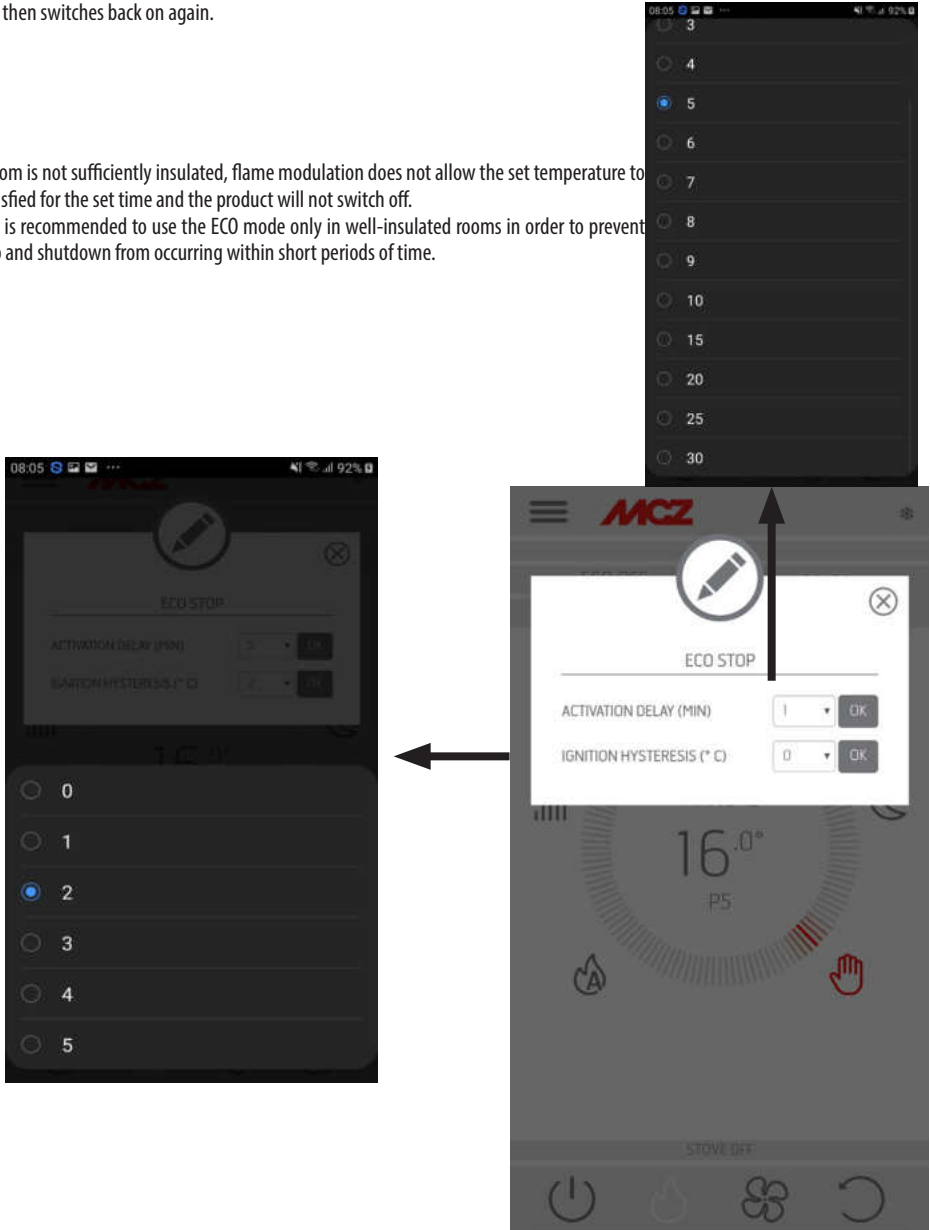 then switches back on again.
om is not sufficiently insulated, flame modulation does not allow the set temperature to
sfied for the set time and the product will not switch off.
is recommended to use the ECO mode only in well-insulated rooms in order to prevent
and shutdown from occurring within short periods of time.
08:05 92%
3
4
5
6
7
8
9
10
15
20
25
30
08:05 92%
ECO STOP
ACTIVATION DELAY (MIN) 5 OK
IGNITION HYSTERESIS (° C) 2 OK
16.0°
0
1
2
3
4
5
MCZ
ECO STOP
ACTIVATION DELAY (MIN) 1 OK
IGNITION HYSTERESIS (° C) 0 OK
16.0°
P5
A
STOVE OFF